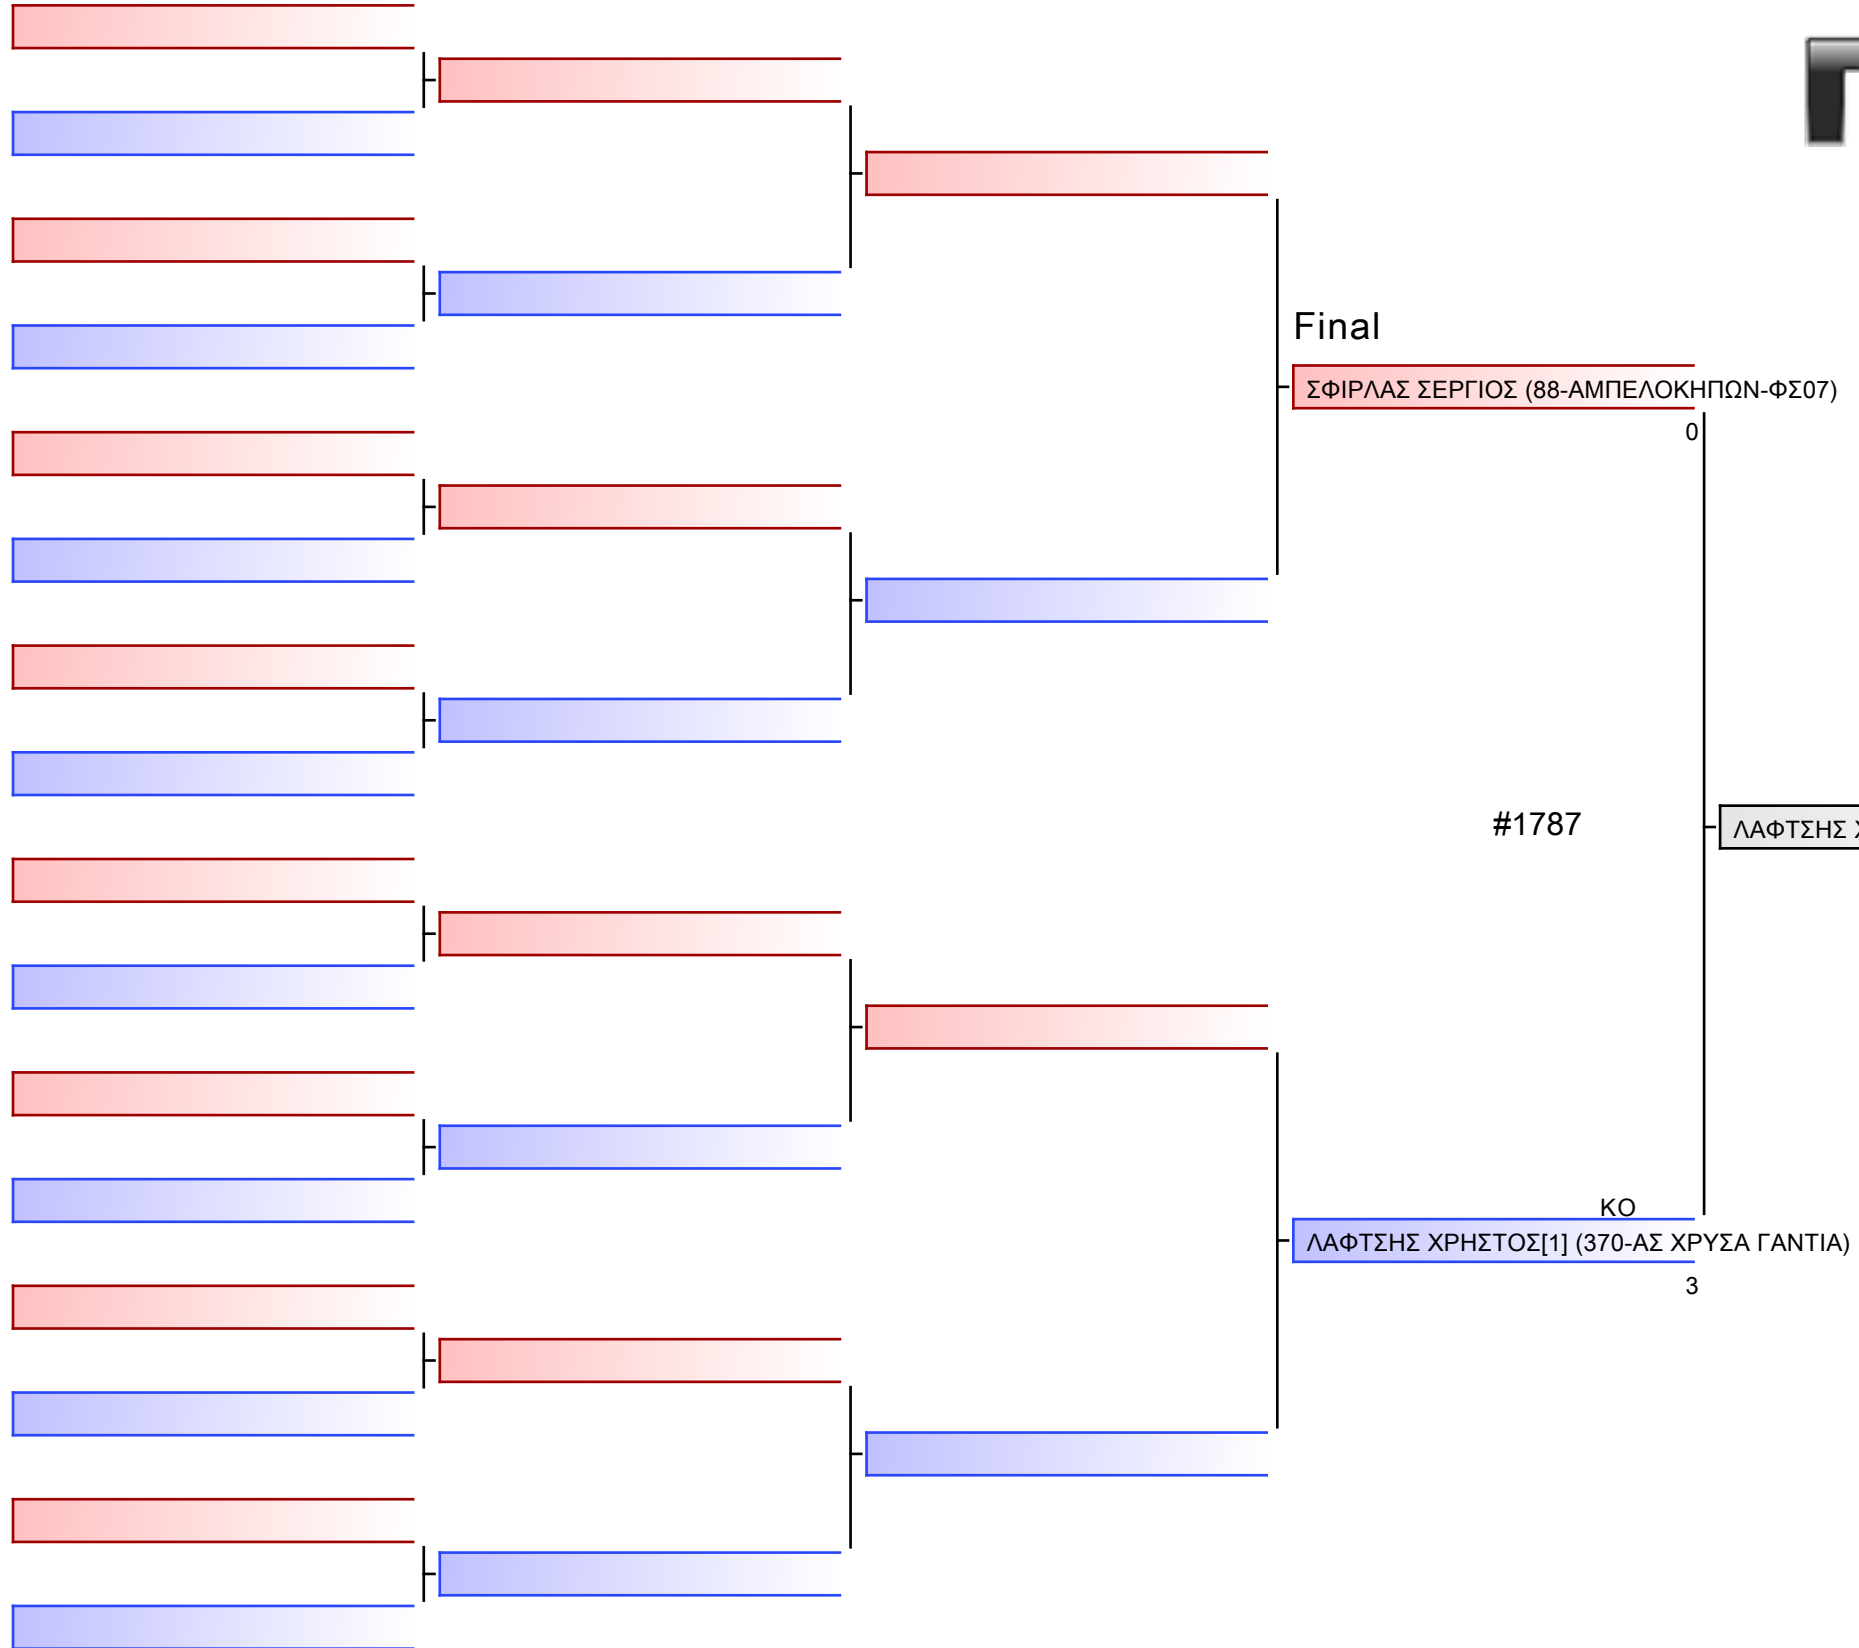 Final
ΣΦΙΡΛΑΣ ΣΕΡΓΙΟΣ (88-ΑΜΠΕΛΟΚΗΠΩΝ-ΦΣ07)
0
#1787
ΛΑΦΤΣΗΣ
KO
ΛΑΦΤΣΗΣ ΧΡΗΣΤΟΣ[1] (370-ΑΣ ΧΡΥΣΑ ΓΑΝΤΙΑ)
3